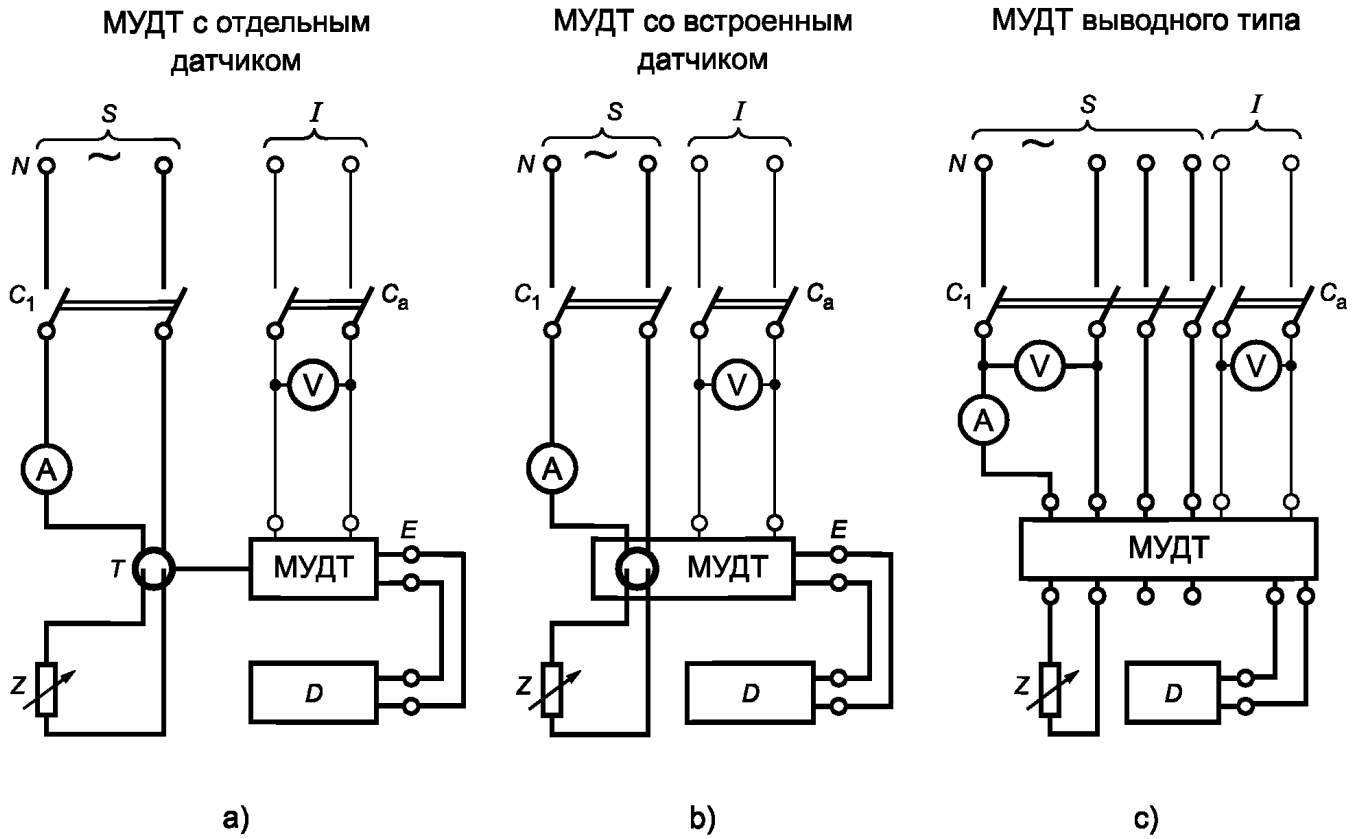 МУДТ с отдельным
датчиком
S
I
~
N
C1
Ca
V
A
T
E
МУДТ
Z
D
a)
МУДТ со встроенным
датчиком
S
I
~
N
C1
Ca
V
A
E
МУДТ
Z
D
b)
МУДТ выводного типа
S
I
~
N
C1
Ca
V
V
A
МУДТ
Z
D
c)